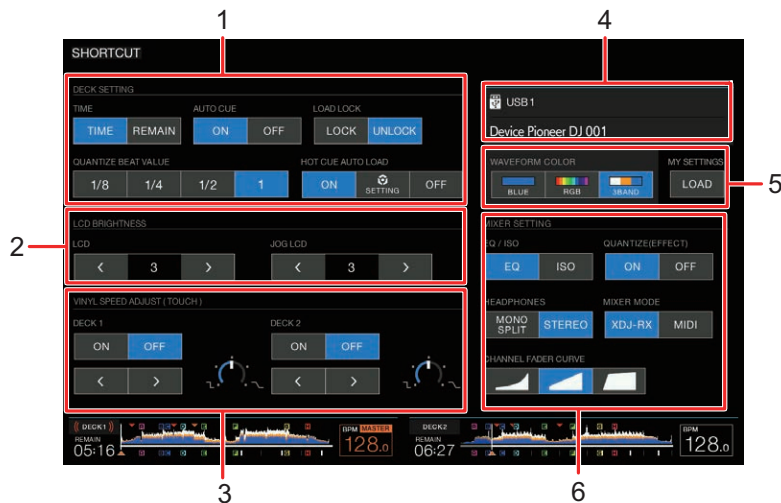 1
4
SHORTCUT
DECK SETTING
TIME AUTO CUE LOAD LOCK
TIME REMAIN ON OFF LOCK UNLOCK
QUANTIZE BEAT VALUE HOT CUE AUTO LOAD
1/8 1/4 1/2 1 ON SETTING OFF
USB 1
Device Pioneer DJ 001
WAVEFORM COLOR MY SETTINGS
BLUE RGB 3BAND LOAD
5
2
LCD BRIGHTNESS
LCD JOG LCD
< 3 > < 3 >
MIXER SETTING
EQ / ISO QUANTIZE(EFFECT)
EQ ISO ON OFF
HEADPHONES MIXER MODE
MONO SPLIT STEREO XDJ-RX MIDI
CHANNEL FADER CURVE
VINYL SPEED ADJUST ( TOUCH )
DECK 1 DECK 2
ON OFF ON OFF
< > < >
DECK1 BPM MASTER
REMAIN
05:16 128.0
DECK2 BPM
REMAIN
06:27 128.0
3
6